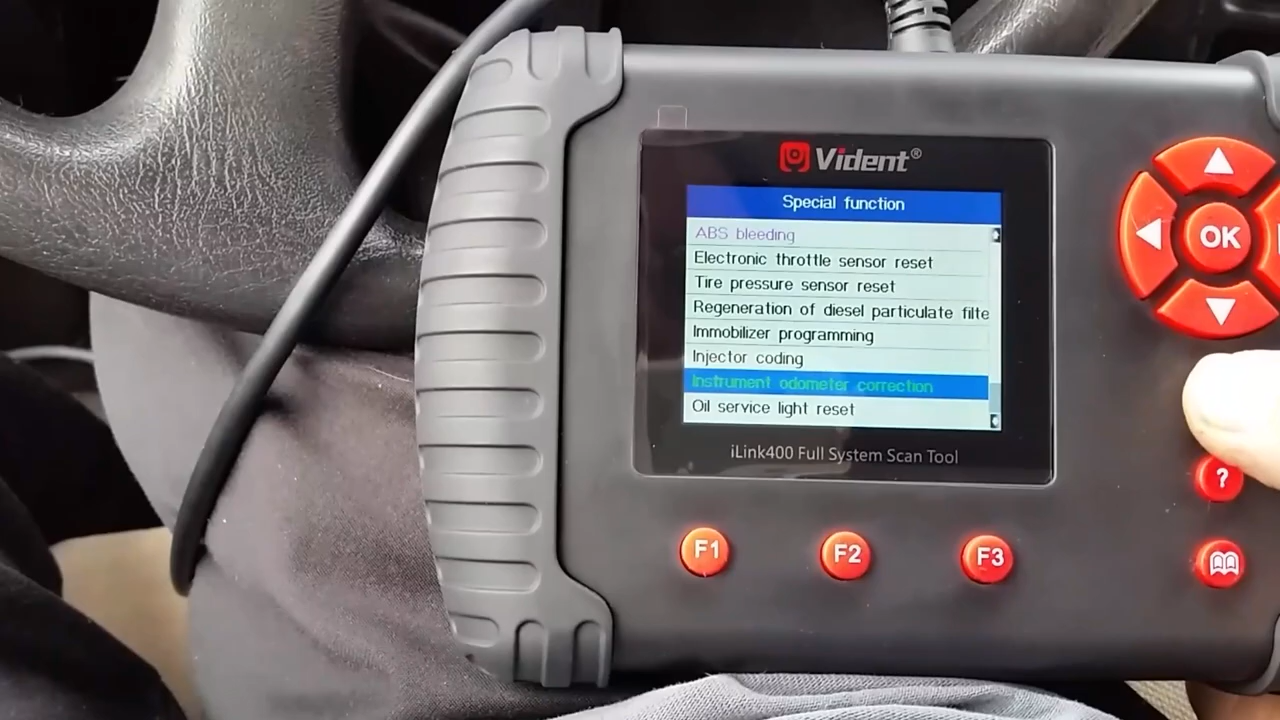 Vident®
Special function
ABS bleeding
Electronic throttle sensor reset
Tire pressure sensor reset
Regeneration of diesel particulate filte
Immobilizer programming
Injector coding
Instrument odometer correction
Oil service light reset
iLink400 Full System Scan Tool
OK
?
F1 F2 F3